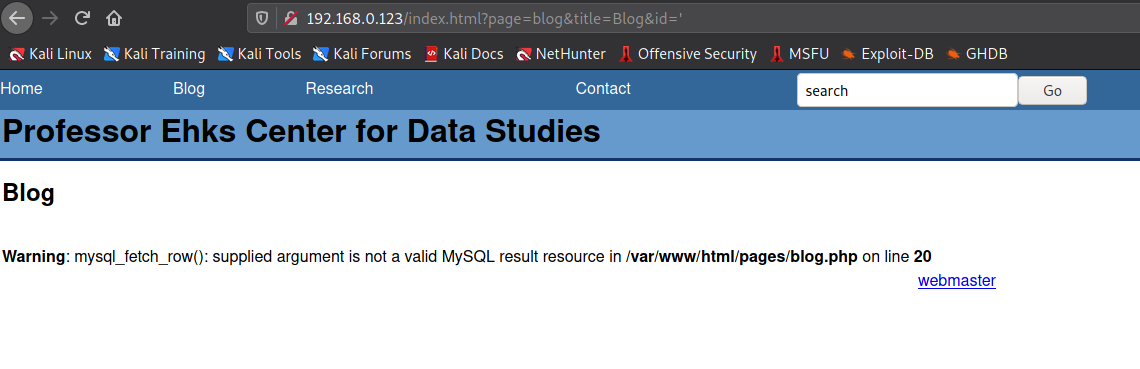 192.168.0.123/index.html?page=blog&title=Blog&id='
Kali Linux Kali Training Kali Tools Kali Forums Kali Docs NetHunter Offensive Security MSFU Exploit-DB GHDB
Home Blog Research Contact search Go
Professor Ehks Center for Data Studies
Blog
Warning: mysql_fetch_row(): supplied argument is not a valid MySQL result resource in /var/www/html/pages/blog.php on line 20
webmaster